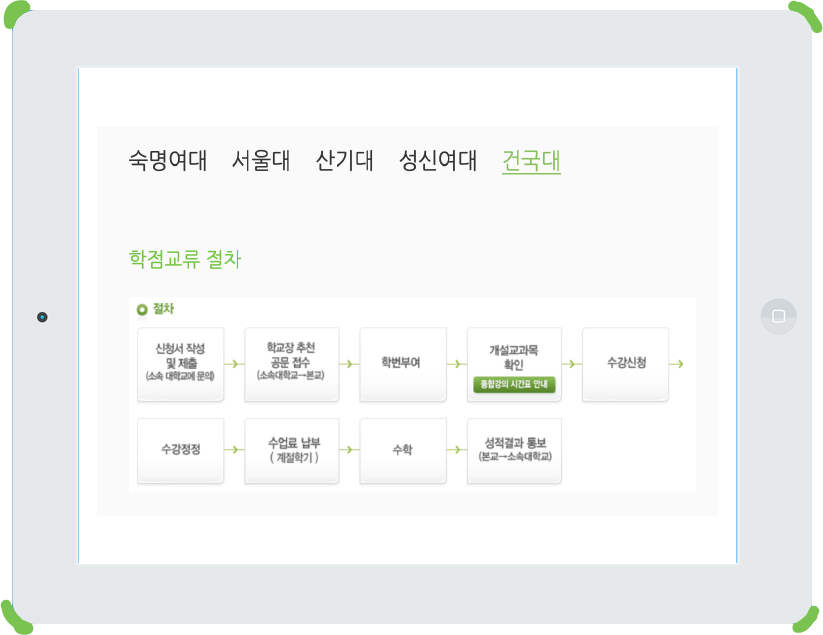 숙명여대 서울대 산기대 성신여대 건국대
학점교류 절차
절차
신청서 작성
및 제출
(소속 대학교에 문의)
학교장 추천
공문 접수
(소속대학교→본교)
학번부여
개설교과목
확인
종합강의 시간표 안내
수강신청
수강정정
수업료 납부
( 계절학기 )
수학
성적결과 통보
(본교→소속대학교)